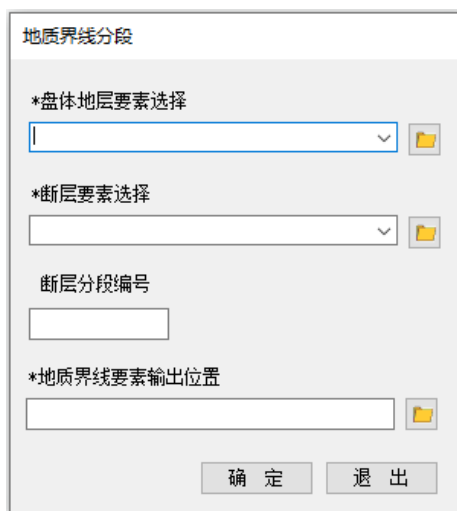 地质界线分段
*盘体地层要素选择
*断层要素选择
断层分段编号
*地质界线要素输出位置
确 定
退 出